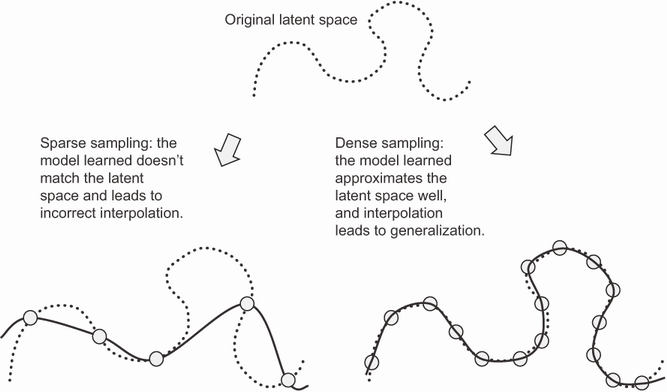 Original latent space
Sparse sampling: the
model learned doesn’t
match the latent
space and leads to
incorrect interpolation.
Dense sampling:
the model learned
approximates the
latent space well,
and interpolation
leads to generalization.